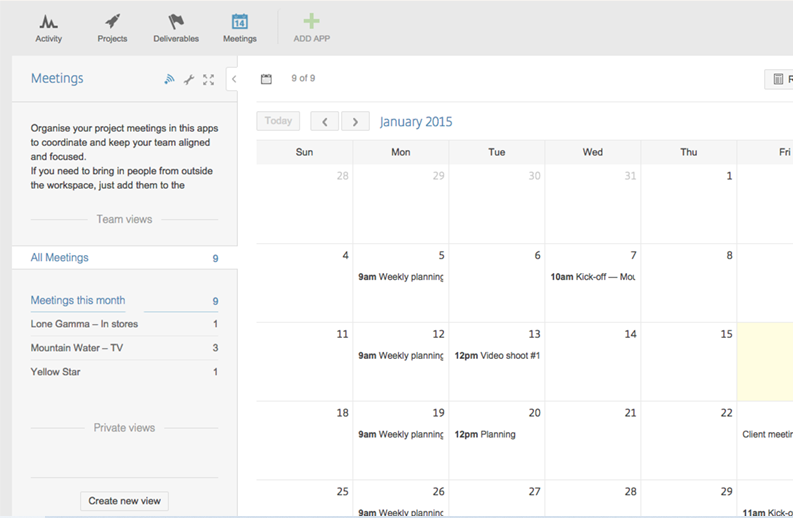 Activity Projects Deliverables Meetings ADD APP
14
Meetings
9 of 9
Organise your project meetings in this apps
to coordinate and keep your team aligned
and focused.
If you need to bring in people from outside
the workspace, just add them to the
Team views
All Meetings 9
Meetings this month 9
Lone Gamma – In stores 1
Mountain Water – TV 3
Yellow Star 1
Private views
Create new view
R
Today January 2015
Sun Mon Tue Wed Thu Fri
28 29 30 31 1
4 5 6 7 8
9am Weekly planning 10am Kick-off — Mou
11 12 13 14 15
9am Weekly planning 12pm Video shoot #1
18 19 20 21 22
9am Weekly planning 12pm Planning Client meetin
25 26 27 28 29
9am Weekly planning 11am Kick-o